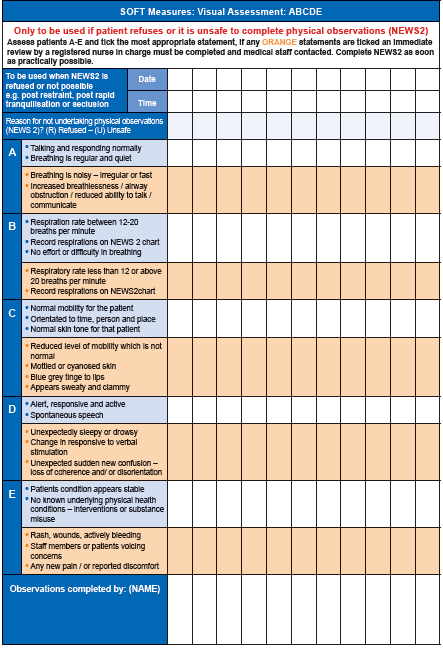 SOFT Measures: Visual Assessment: ABCDE
Only to be used if patient refuses or it is unsafe to complete physical observations (NEWS2)
Assess patients A-E and tick the most appropriate statement, if any ORANGE statements are ticked an immediate
review by a registered nurse in charge must be completed and medical staff contacted. Complete NEWS2 as soon
as practically possible.
To be used when NEWS2 is
refused or not possible
e.g. post restraint, post rapid
tranquilisation or seclusion
Date
Time
Reason for not undertaking physical observations
(NEWS 2)? (R) Refused – (U) Unsafe
A
• Talking and responding normally
• Breathing is regular and quiet
• Breathing is noisy – irregular or fast
• Increased breathlessness / airway
obstruction / reduced ability to talk /
communicate
B
• Respiration rate between 12-20
breaths per minute
• Record respirations on NEWS 2 chart
• No effort or difficulty in breathing
• Respiratory rate less than 12 or above
20 breaths per minute
• Record respirations on NEWS2chart
C
• Normal mobility for the patient
• Orientated to time, person and place
• Normal skin tone for that patient
• Reduced level of mobility which is not
normal
• Mottled or cyanosed skin
• Blue grey tinge to lips
• Appears sweaty and clammy
D
• Alert, responsive and active
• Spontaneous speech
• Unexpectedly sleepy or drowsy
• Change in responsive to verbal
stimulation
• Unexpected sudden new confusion –
loss of coherence and/ or disorientation
E
• Patients condition appears stable
• No known underlying physical health
conditions – interventions or substance
misuse
• Rash, wounds, actively bleeding
• Staff members or patients voicing
concerns
• Any new pain / or reported discomfort
Observations completed by: (NAME)